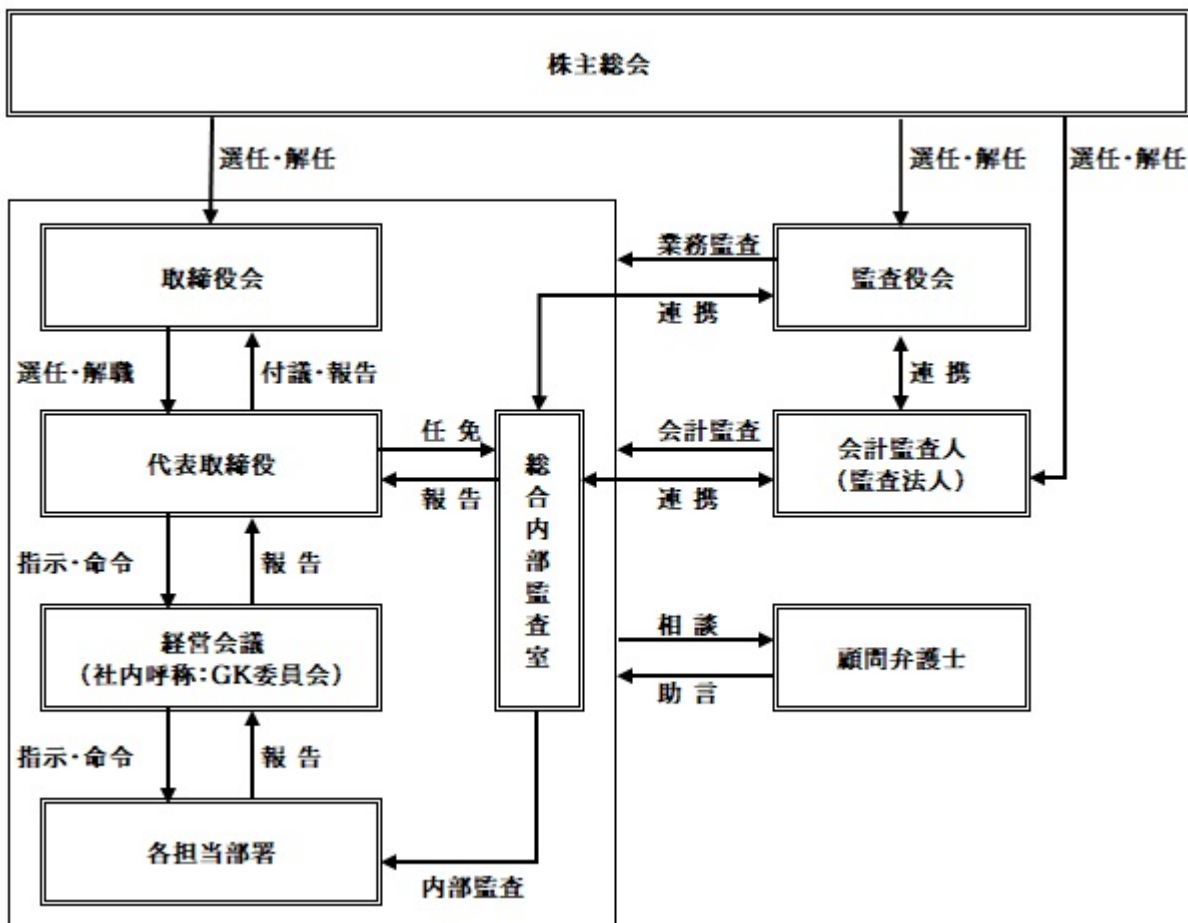 株主総会
選任・解任
選任・解任
選任・解任
取締役会
業務監査
監査役会
連 携
選任・解職
付議・報告
連 携
代表取締役
任 免
報 告
総合内部監査室
会計監査
連 携
会計監査人
（監査法人）
指示・命令
報 告
経営会議
（社内呼称：GK委員会）
相 談
助 言
顧問弁護士
指示・命令
報 告
各担当部署
内部監査